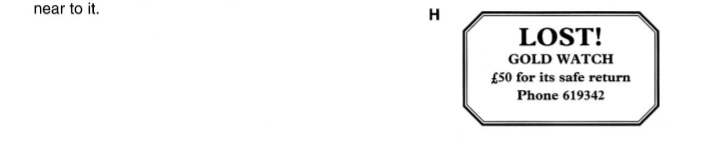 near to it.
H
LOST!
GOLD WATCH
£50 for its safe return
Phone 619342